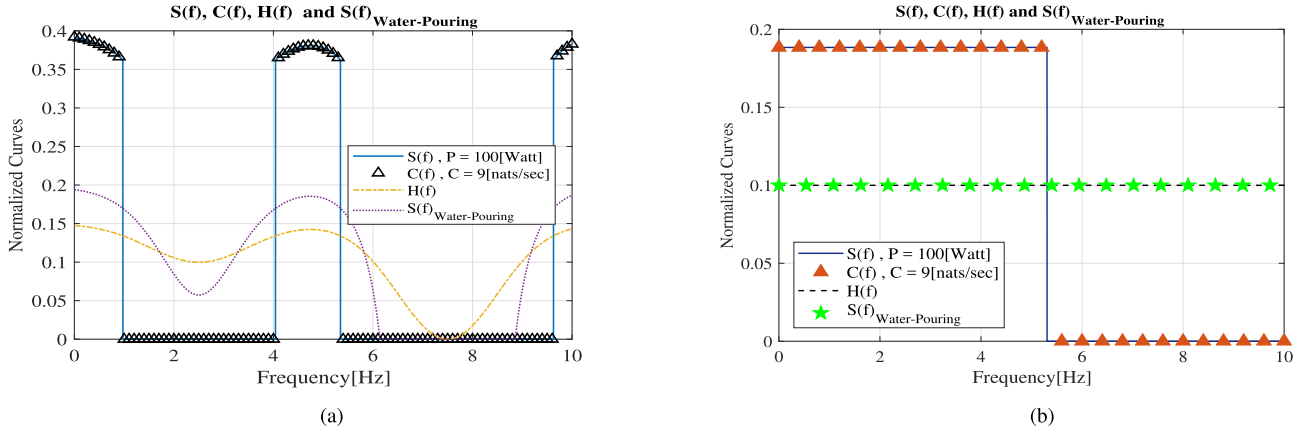 S(f), C(f), H(f) and S(f)Water-Pouring
Normalized Curves
0.4
0.35
0.3
0.25
0.2
0.15
0.1
0.05
0
S(f) , P = 100[Watt]
C(f) , C = 9[nats/sec]
H(f)
S(f)Water-Pouring
0 2 4 6 8 10
Frequency[Hz]
(a)
S(f), C(f), H(f) and S(f)Water-Pouring
Normalized Curves
0.2
0.15
0.1
0.05
0
S(f) , P = 100[Watt]
C(f) , C = 9[nats/sec]
H(f)
S(f)Water-Pouring
0 2 4 6 8 10
Frequency[Hz]
(b)